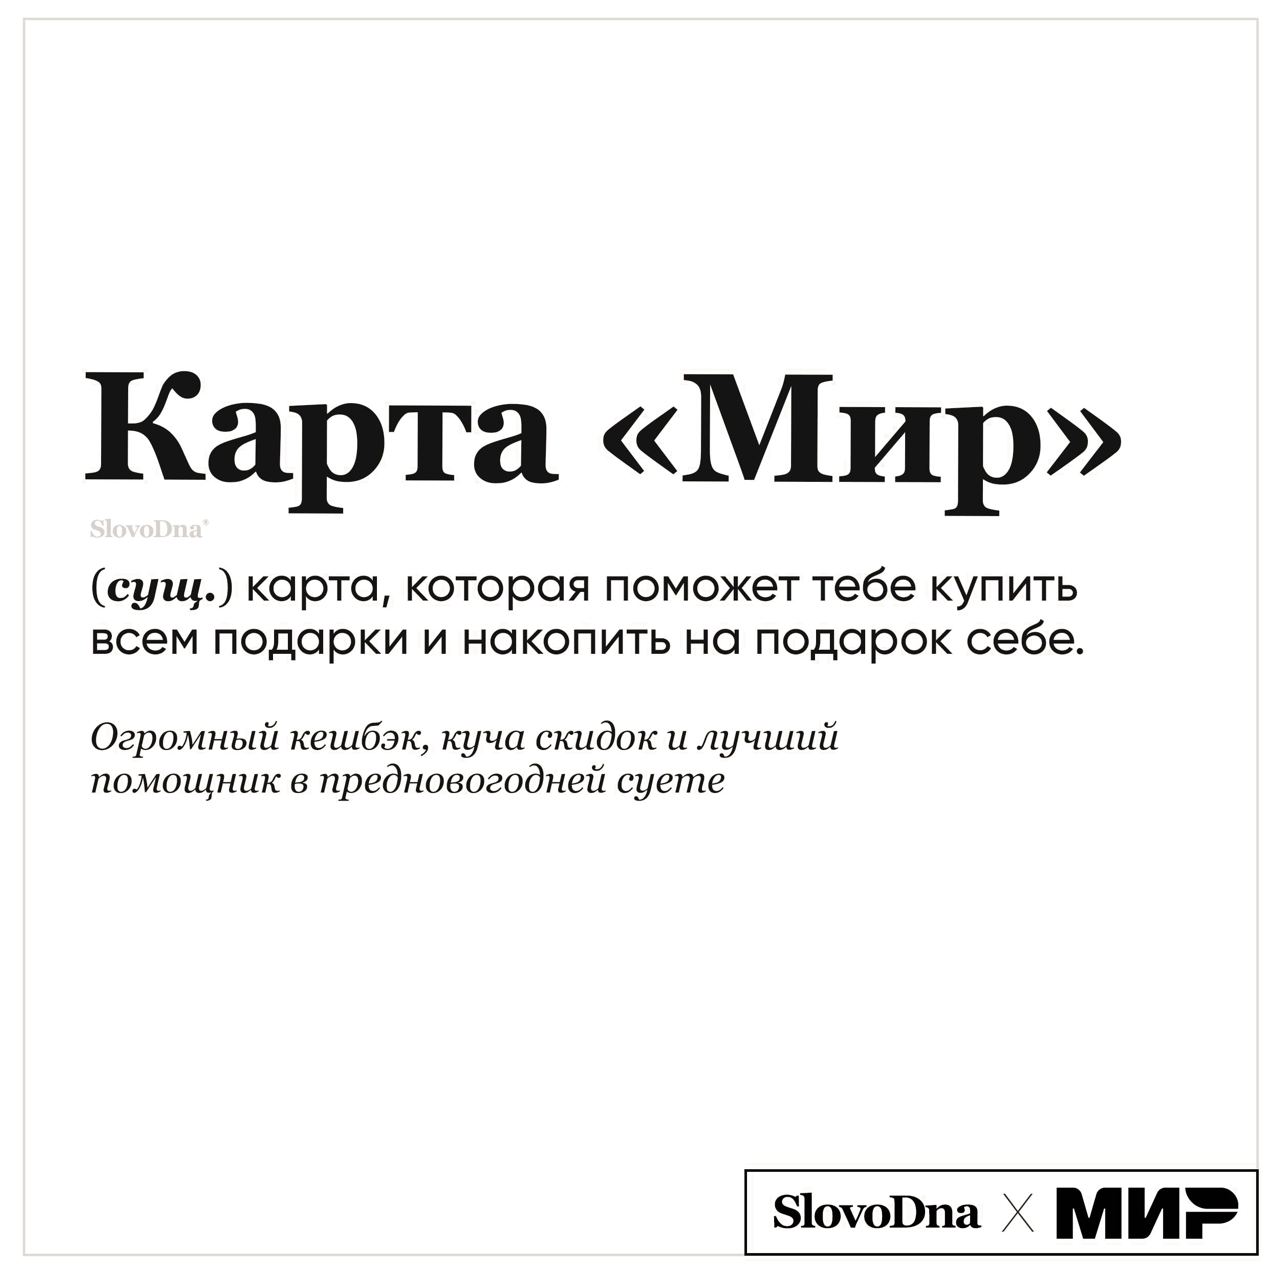 Карта «Мир»
SlovoDna®
(сущ.) карта, которая поможет тебе купить
всем подарки и накопить на подарок себе.
Огромный кешбэк, куча скидок и лучший
помощник в предновогодней суете
SlovoDna X МИР